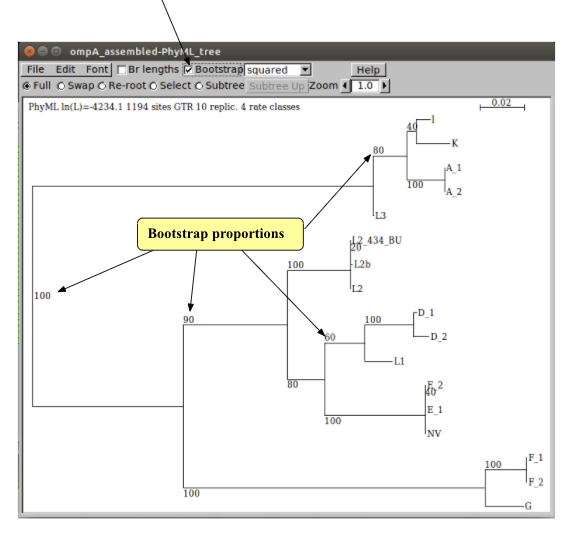 ompA_assembled-PhyML_tree
File Edit Font Br lengths Bootstrap squared Help
Full Swap Re-root Select Subtree Subtree Up Zoom 1.0
PhyML ln(L)=-4234.1 1194 sites GTR 10 replic. 4 rate classes
0.02
I
40
K
80
A_1
100
A_2
L3
Bootstrap proportions
L2_434_BU
20
L2b
100
L2
100
90
D_1
100
60
D_2
L1
80
E_2
40
E_1
100
NV
F_1
100
F_2
100
G